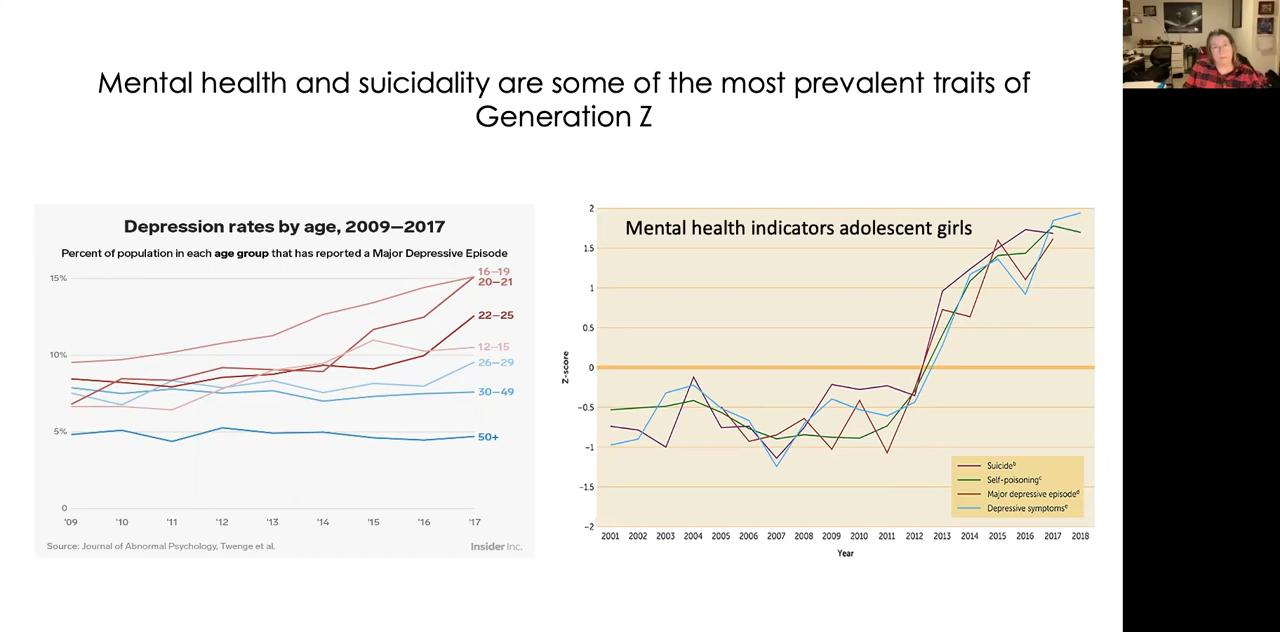 Mental health and suicidality are some of the most prevalent traits of
Generation Z
Depression rates by age, 2009—2017
Percent of population in each age group that has reported a Major Depressive Episode
15%
10%
5%
0
'09 '10 '11 '12 '13 '14 '15 '16 '17
16—19
20—21
22—25
12—15
26—29
30—49
50+
Source: Journal of Abnormal Psychology, Twenge et al.
Insider Inc.
Mental health indicators adolescent girls
Z-score
2
1.5
1
0.5
0
−0.5
−1
−1.5
−2
Suicideᵇ
Self-poisoningᶜ
Major depressive episodeᵈ
Depressive symptomsᵉ
2001 2002 2003 2004 2005 2006 2007 2008 2009 2010 2011 2012 2013 2014 2015 2016 2017 2018
Year